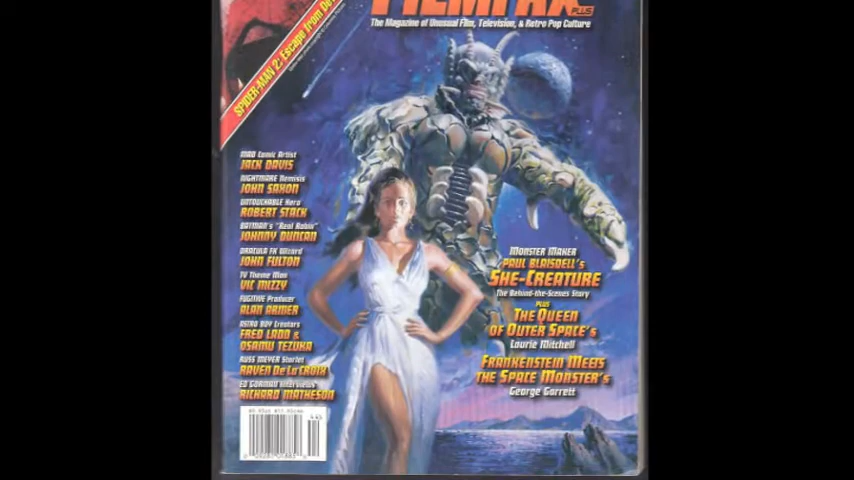 FILMFAX PLUS
The Magazine of Unusual Film, Television, & Retro Pop Culture
SPIDER-MAN 2: Escape from De
MAD Comic Artist
JACK DAVIS
NIGHTMARE Nemisis
JOHN SAXON
UNTOUCHABLE Hero
ROBERT STACK
BATMAN's "Real Robin"
JOHNNY DUNCAN
DRACULA FX Wizard
JOHN FULTON
TV Theme Man
VIC MIZZY
FUGITIVE Producer
ALAN ARMER
ASTRO BOY Creators
FRED LADD &
OSAMU TEZUKA
RUSS MEYER Starlet
RAVEN De La CROIX
ED GORMAN Interviews
RICHARD MATHESON
MONSTER MAKER
PAUL BLAISDELL's
SHE-CREATURE
The Behind-the-Scenes Story
PLUS
THE QUEEN
OF OUTER SPACE's
Laurie Mitchell
FRANKENSTEIN MEETS
THE SPACE MONSTER's
George Garrett